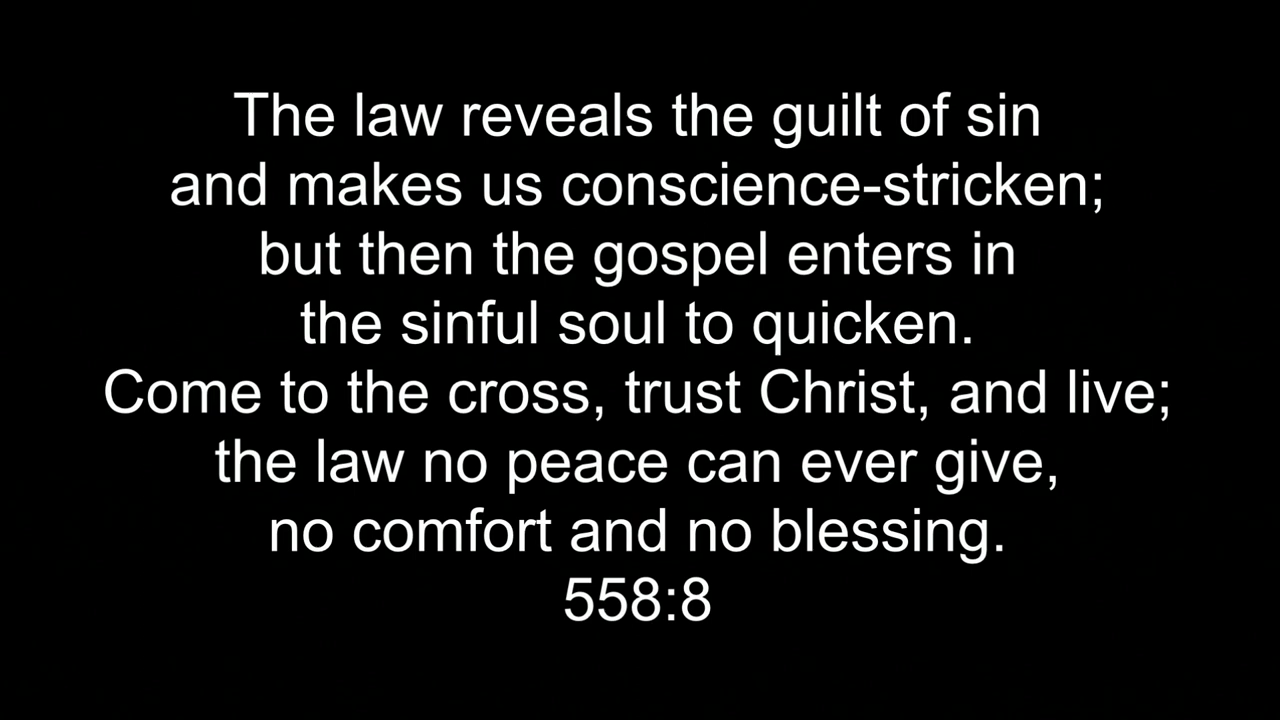 The law reveals the guilt of sin
and makes us conscience-stricken;
but then the gospel enters in
the sinful soul to quicken.
Come to the cross, trust Christ, and live;
the law no peace can ever give,
no comfort and no blessing.
558:8